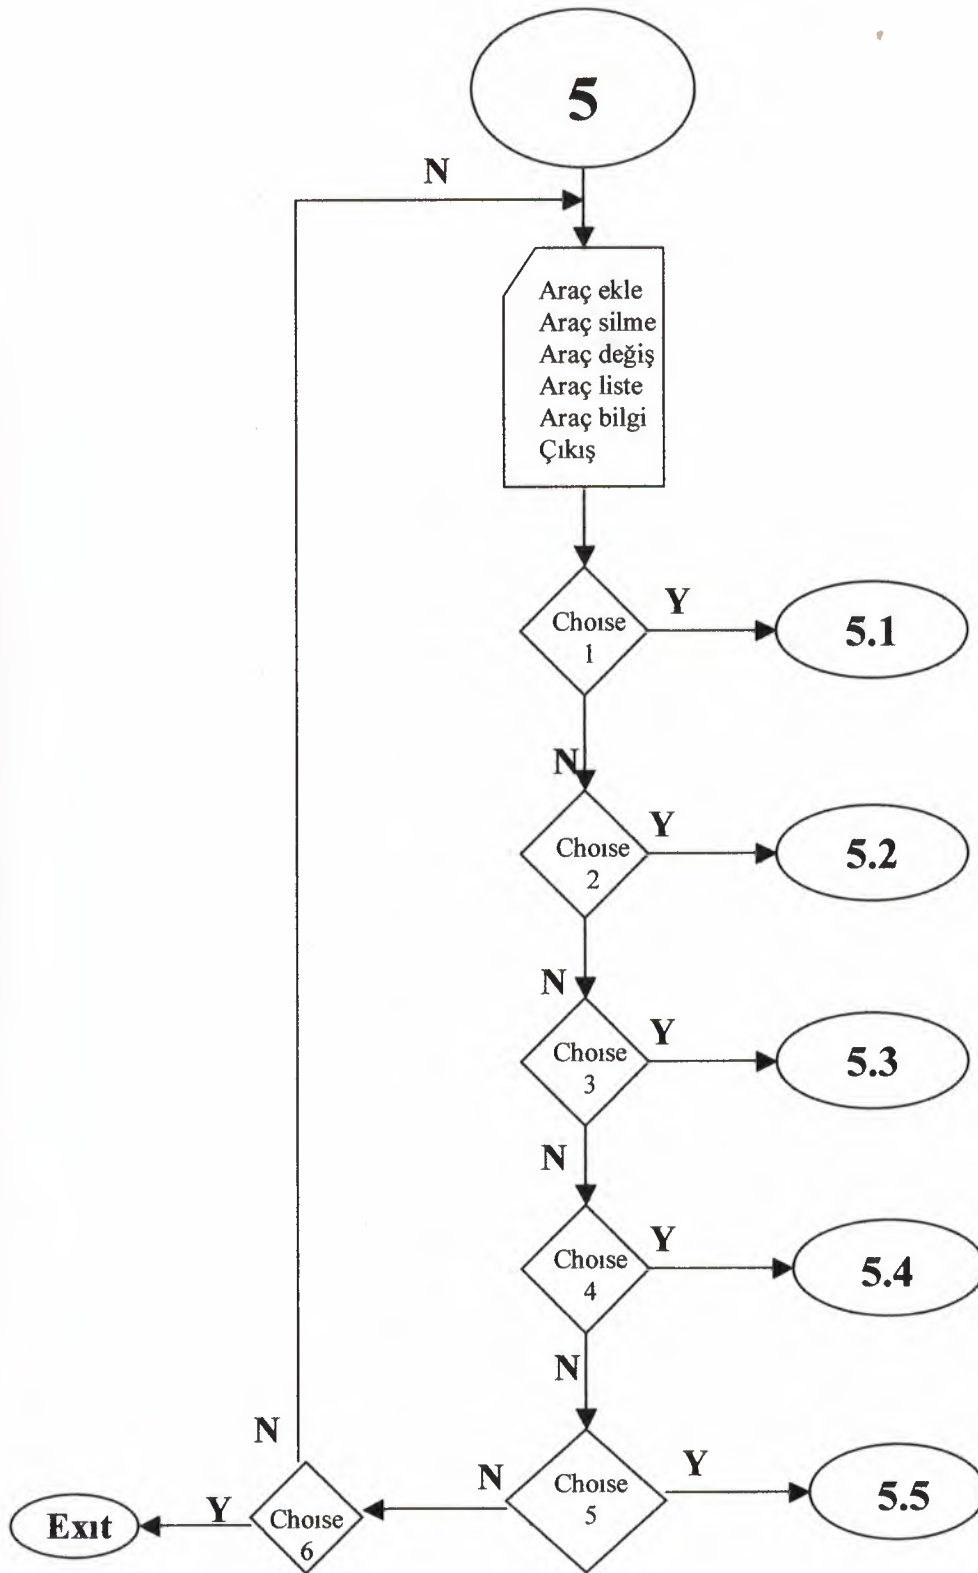 5
N
Araç ekle
Araç silme
Araç değiş
Araç liste
Araç bilgi
Çıkış
Choıse
1
Y
5.1
N
Choıse
2
Y
5.2
N
Choıse
3
Y
5.3
N
Choıse
4
Y
5.4
N
Choıse
5
Y
5.5
N
Choıse
6
N
Y
Exıt